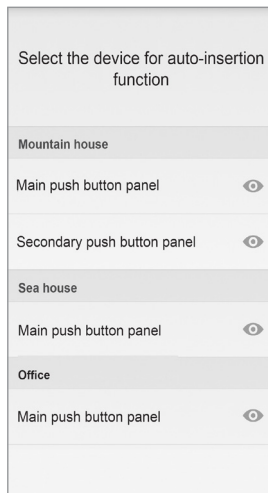 Select the device for auto-insertion
function
Mountain house
Main push button panel
Secondary push button panel
Sea house
Main push button panel
Office
Main push button panel